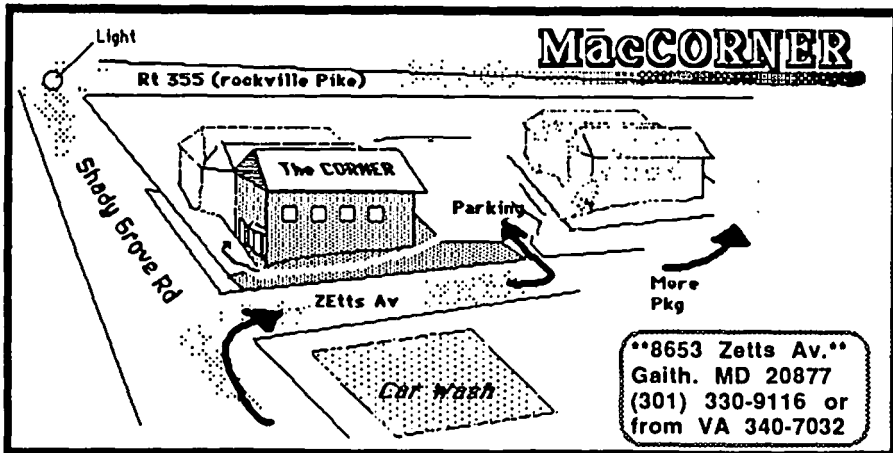 Light
MacCORNER
Rt 355 (rockville Pike)
The CORNER
Shady Grove Rd
Parking
ZEtts Av
More
Pkg
Car Wash
**8653 Zetts Av.**
Gaith. MD 20877
(301) 330-9116 or
from VA 340-7032